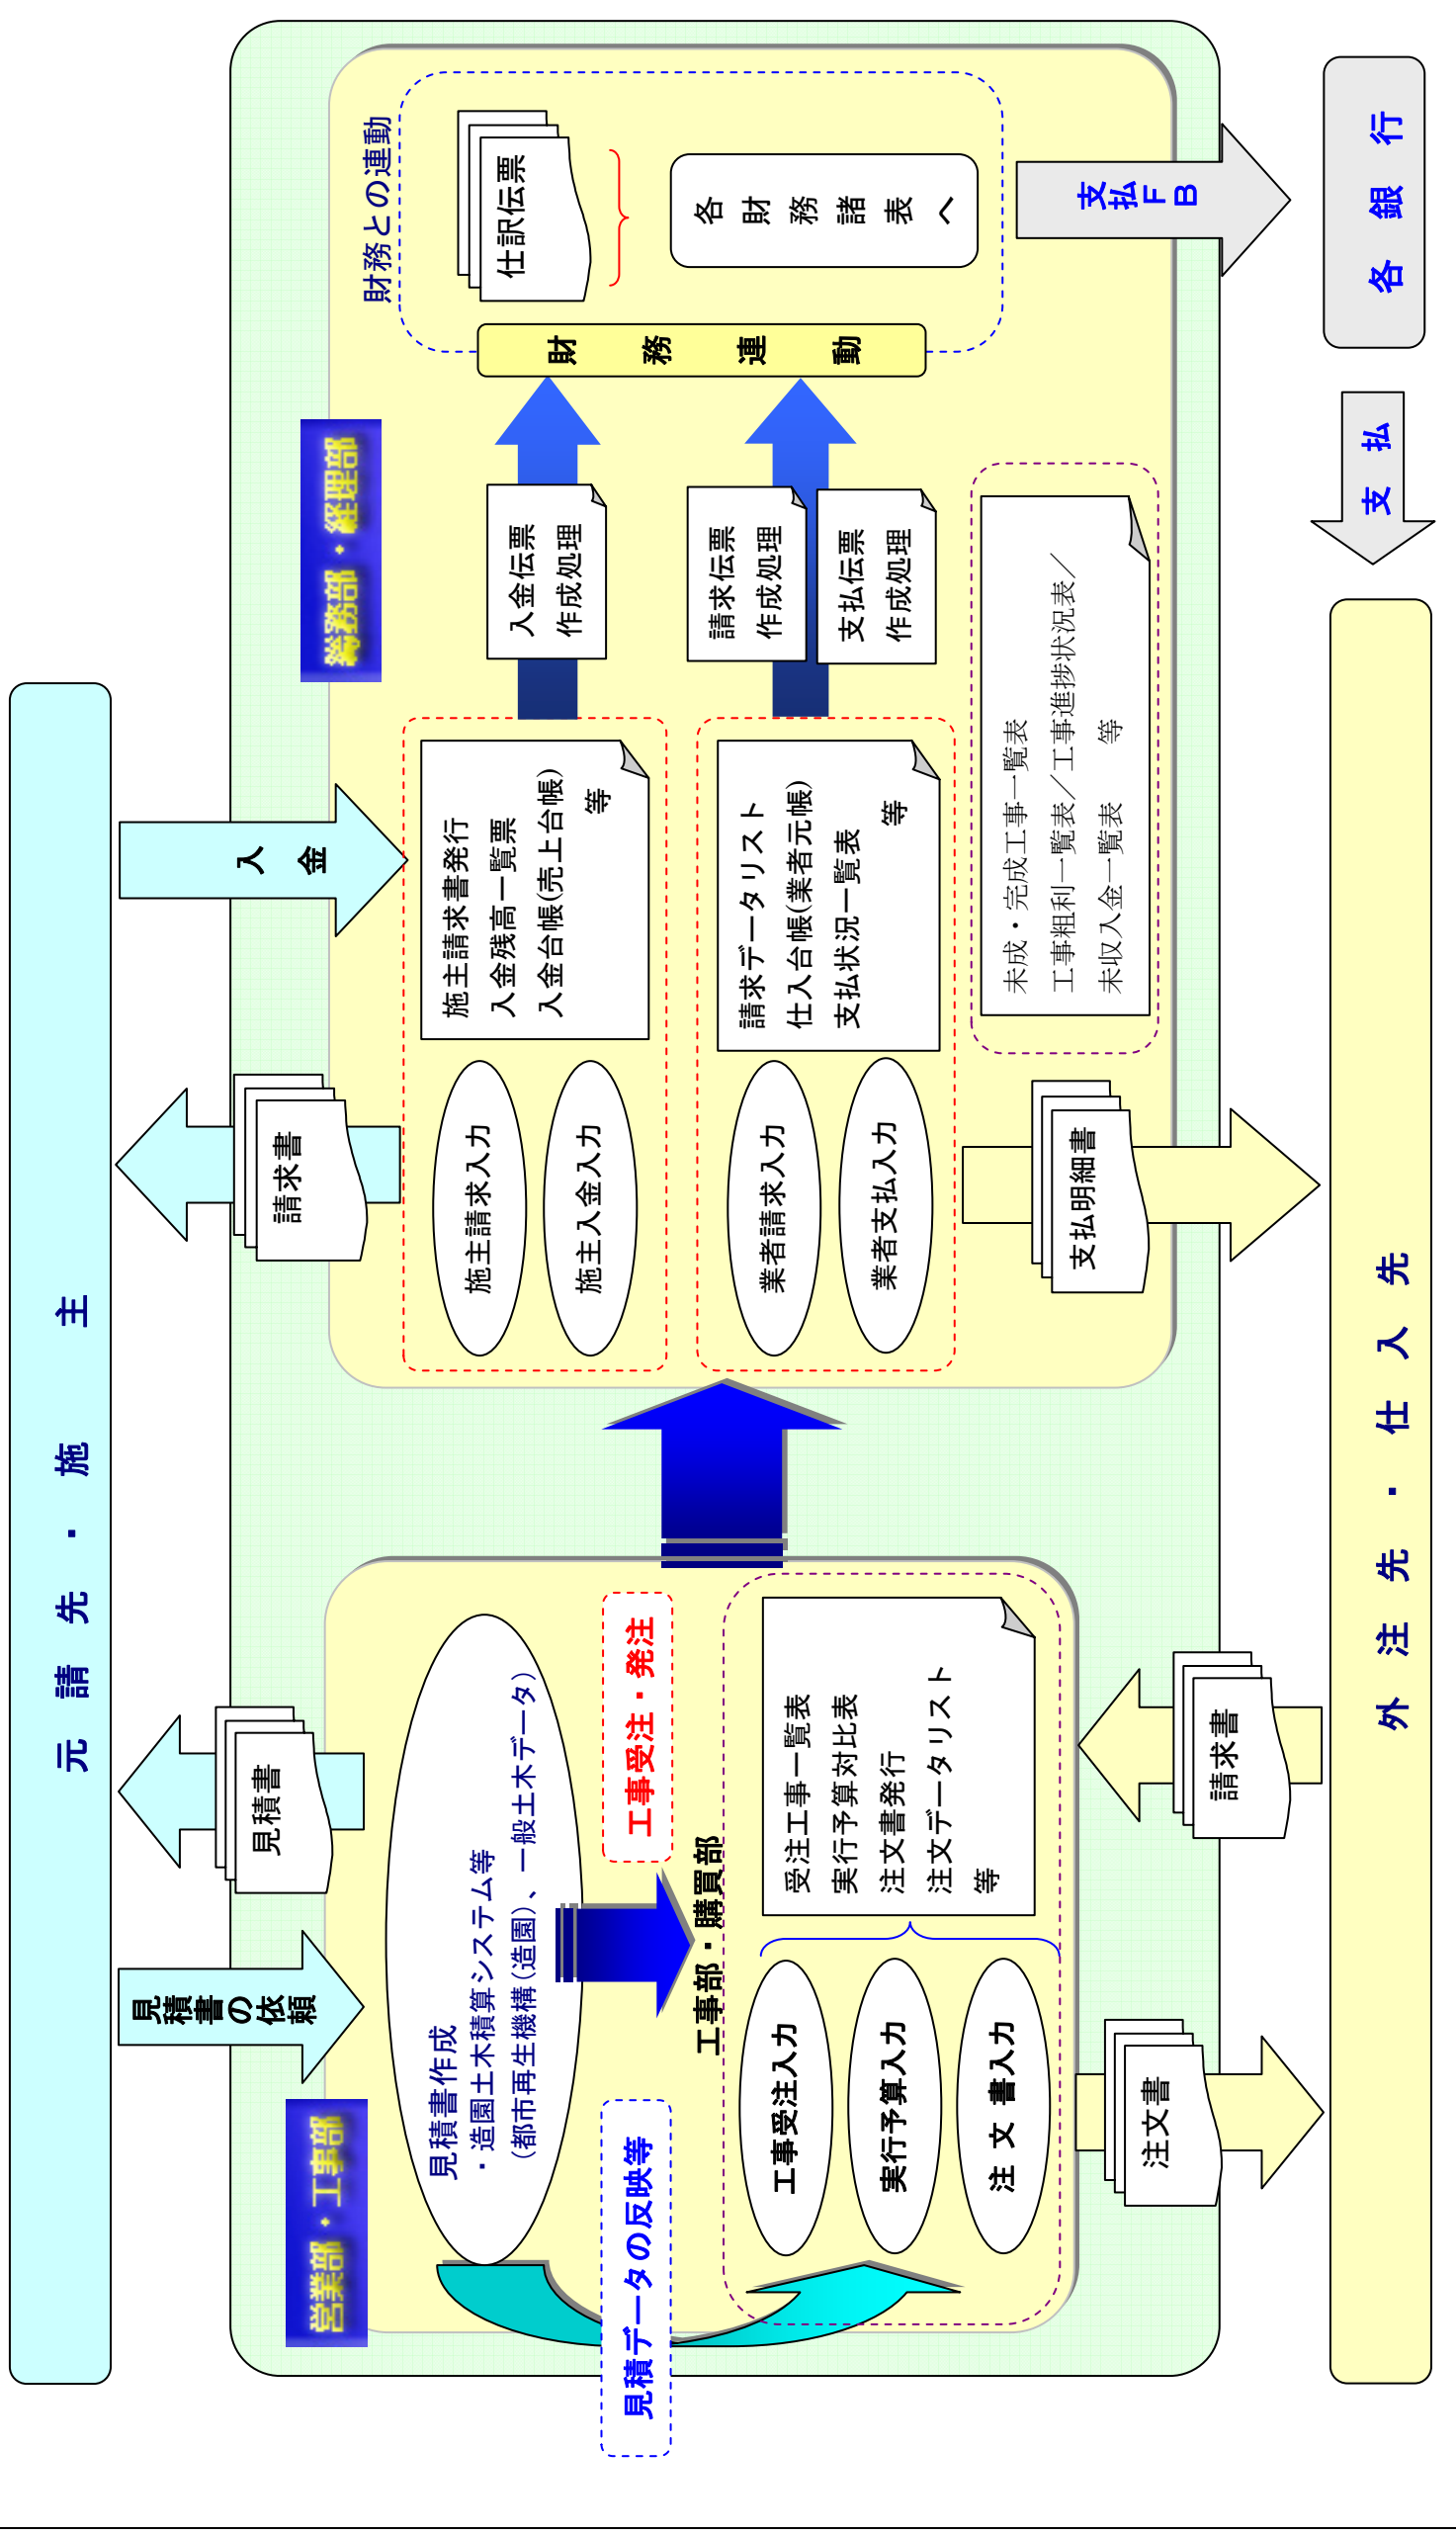 元請先・施主
見積書の依頼
見積書
請求書
入金
営業部・工事部
見積書作成
・造園土木積算システム等
（都市再生機構（造園）、一般土木データ）
見積データの反映等
工事受注・発注
工事部・購買部
工事受注入力
実行予算入力
注 文 書入力
受注工事一覧表
実行予算対比表
注文書発行
注文データリスト
等
注文書
請求書
総務部・経理部
施主請求入力
施主入金入力
施主請求書発行
入金残高一覧票
入金台帳(売上台帳)
等
業者請求入力
業者支払入力
請求データリスト
仕入台帳(業者元帳)
支払状況一覧表
等
支払明細書
未成・完成工事一覧表
工事粗利一覧表／工事進捗状況表／
未収入金一覧表　等
入金伝票
作成処理
請求伝票
作成処理
支払伝票
作成処理
財務連動
財務との連動
仕訳伝票
各財務諸表へ
支払FB
各銀行
支払
外注先・仕入先